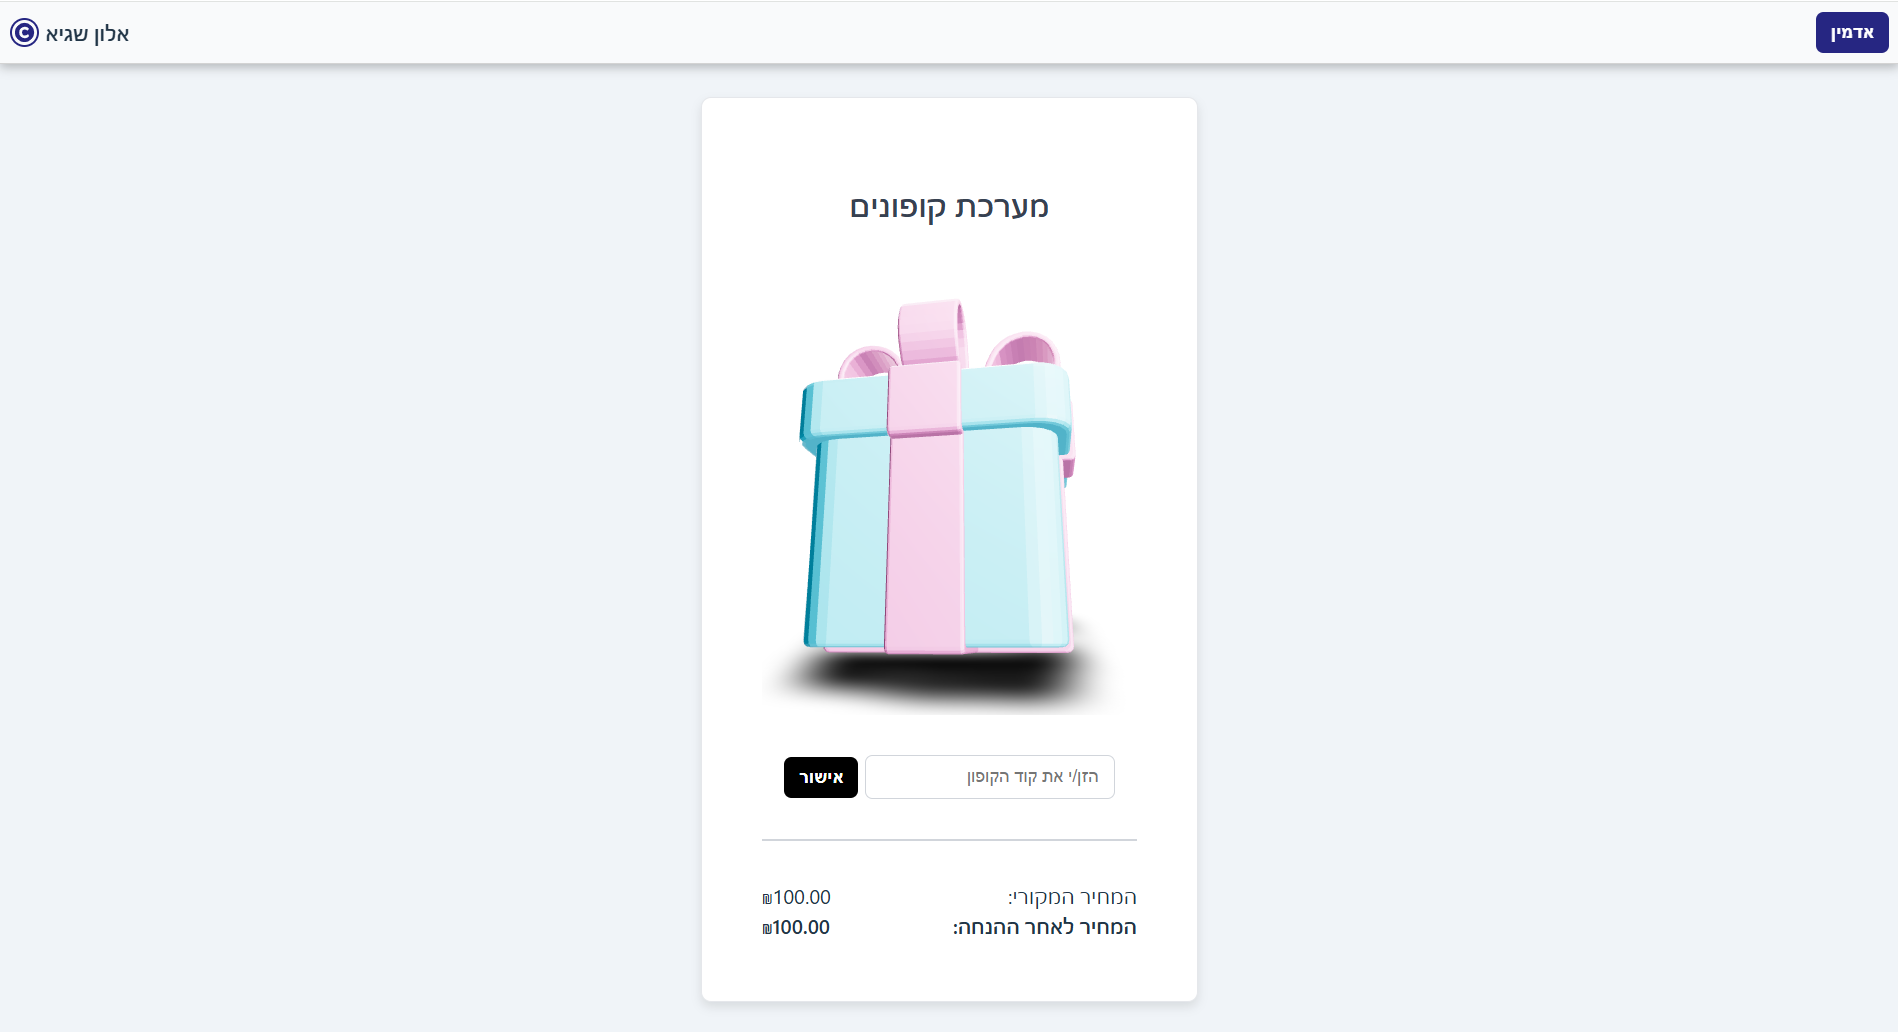 אדמין
אלון שגיא ©
מערכת קופונים
הזן/י את קוד הקופון
אישור
המחיר המקורי: ₪100.00
המחיר לאחר ההנחה: ₪100.00